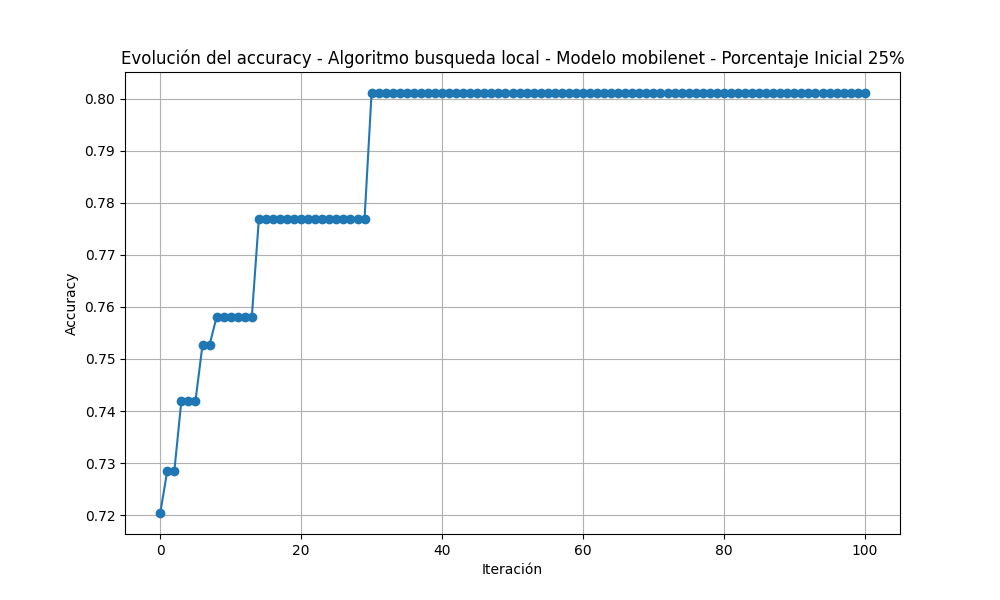 Evolución del accuracy - Algoritmo busqueda local - Modelo mobilenet - Porcentaje Inicial 25%
0.80
0.79
0.78
0.77
0.76
0.75
0.74
0.73
0.72
Accuracy
0 20 40 60 80 100
Iteración